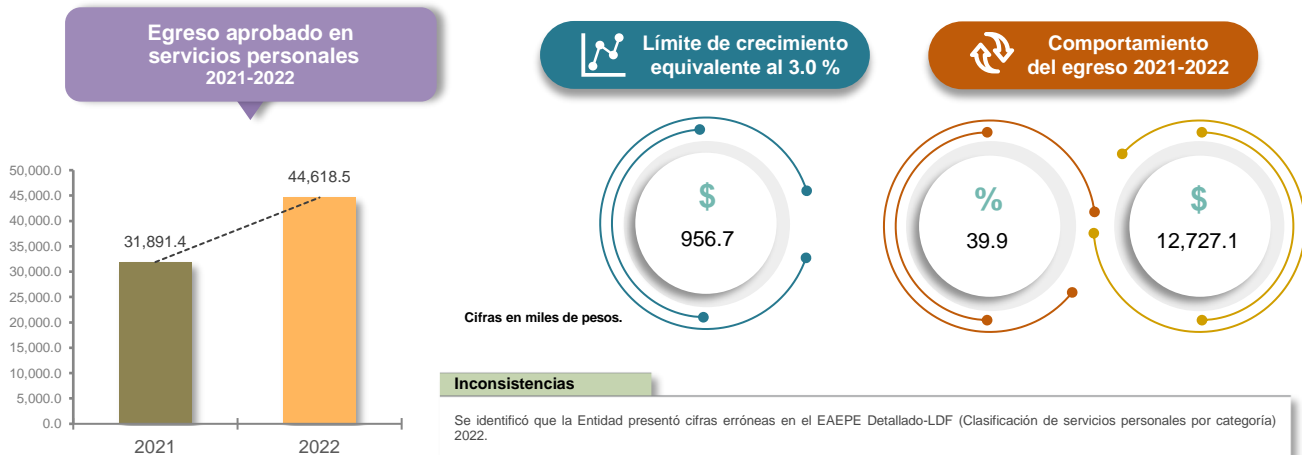 Egreso aprobado en
servicios personales
2021-2022
Límite de crecimiento
equivalente al 3.0 %
Comportamiento
del egreso 2021-2022
50,000.0
45,000.0
40,000.0
35,000.0
30,000.0
25,000.0
20,000.0
15,000.0
10,000.0
5,000.0
0.0
31,891.4
44,618.5
2021
2022
$
956.7
%
39.9
$
12,727.1
Cifras en miles de pesos.
Inconsistencias
Se identificó que la Entidad presentó cifras erróneas en el EAEPE Detallado-LDF (Clasificación de servicios personales por categoría)
2022.